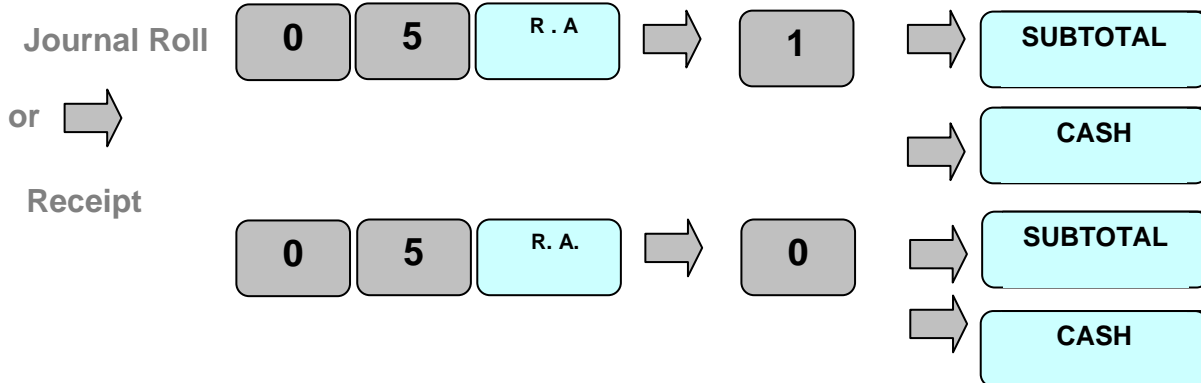 Journal Roll 0 5 R . A 1 SUBTOTAL
or
CASH
Receipt
0 5 R. A. 0 SUBTOTAL
CASH